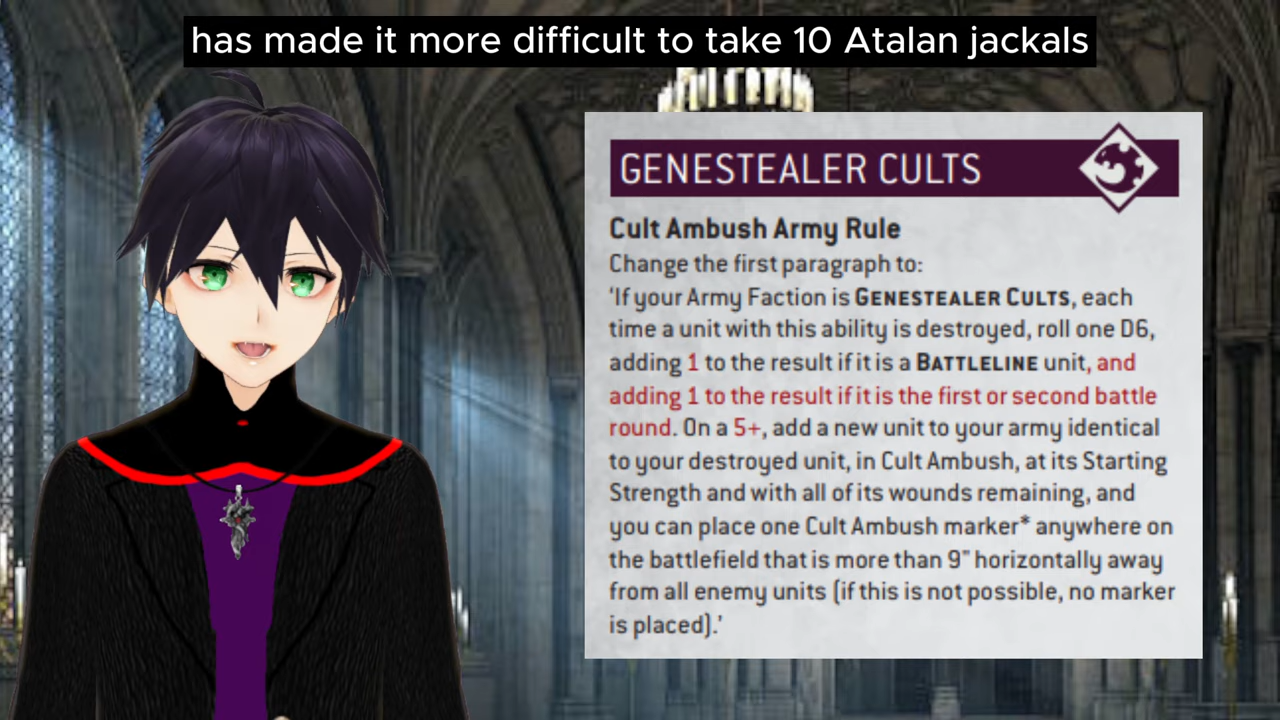 has made it more difficult to take 10 Atalan jackals
GENESTEALER CULTS
Cult Ambush Army Rule
Change the first paragraph to:
‘If your Army Faction is GENESTEALER CULTS, each
time a unit with this ability is destroyed, roll one D6,
adding 1 to the result if it is a BATTLELINE unit, and
adding 1 to the result if it is the first or second battle
round. On a 5+, add a new unit to your army identical
to your destroyed unit, in Cult Ambush, at its Starting
Strength and with all of its wounds remaining, and
you can place one Cult Ambush marker* anywhere on
the battlefield that is more than 9" horizontally away
from all enemy units (if this is not possible, no marker
is placed).’